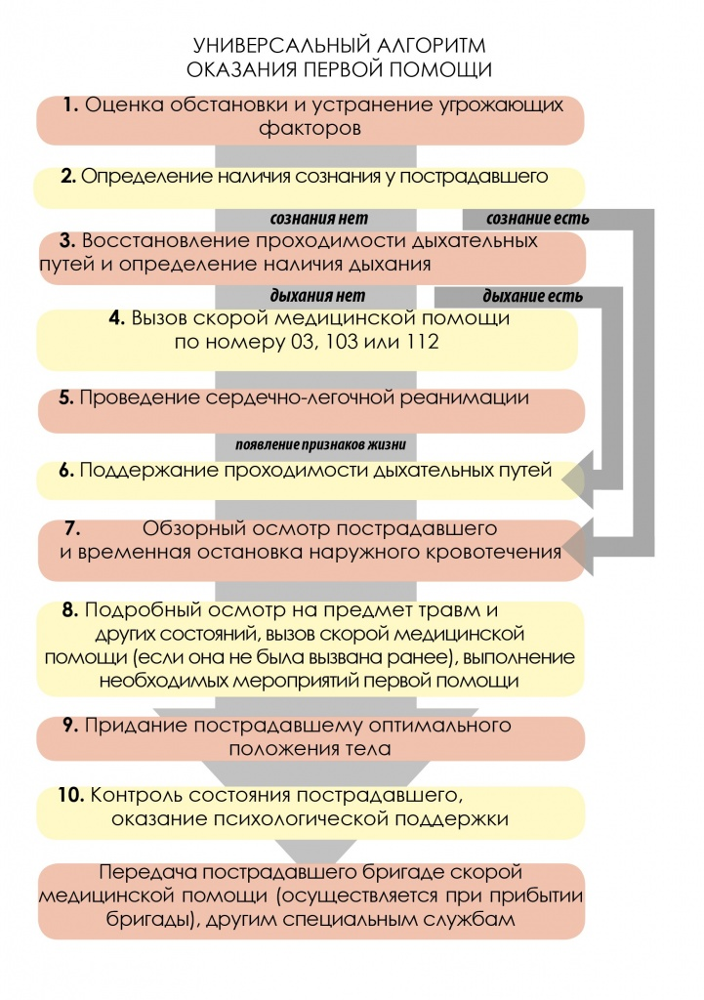 УНИВЕРСАЛЬНЫЙ АЛГОРИТМ
ОКАЗАНИЯ ПЕРВОЙ ПОМОЩИ
1. Оценка обстановки и устранение угрожающих
факторов
2. Определение наличия сознания у пострадавшего
сознания нет
сознание есть
3. Восстановление проходимости дыхательных
путей и определение наличия дыхания
дыхания нет
дыхание есть
4. Вызов скорой медицинской помощи
по номеру 03, 103 или 112
5. Проведение сердечно-легочной реанимации
появление признаков жизни
6. Поддержание проходимости дыхательных путей
7. Обзорный осмотр пострадавшего
и временная остановка наружного кровотечения
8. Подробный осмотр на предмет травм и
других состояний, вызов скорой медицинской
помощи (если она не была вызвана ранее), выполнение
необходимых мероприятий первой помощи
9. Придание пострадавшему оптимального
положения тела
10. Контроль состояния пострадавшего,
оказание психологической поддержки
Передача пострадавшего бригаде скорой
медицинской помощи (осуществляется при прибытии
бригады), другим специальным службам